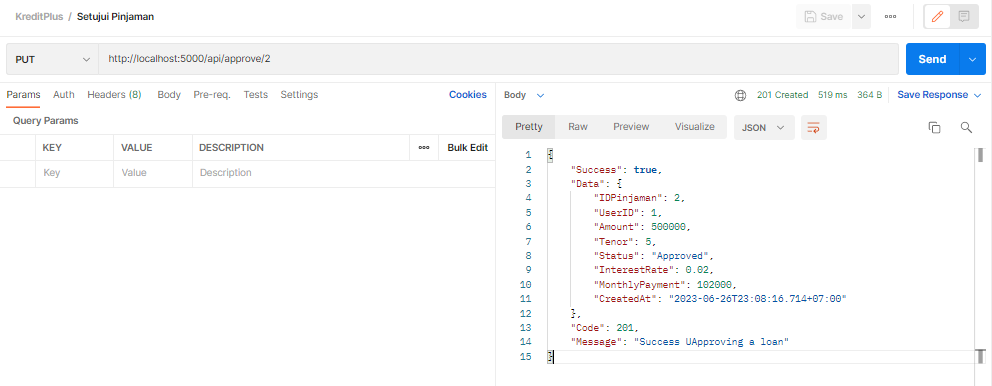 KreditPlus / Setujui Pinjaman
Save
PUT
http://localhost:5000/api/approve/2
Send
Params Auth Headers (8) Body Pre-req. Tests Settings Cookies
Query Params
KEY VALUE DESCRIPTION Bulk Edit
Key Value Description
Body 201 Created 519 ms 364 B Save Response
Pretty Raw Preview Visualize JSON
1 {
2 "Success": true,
3 "Data": {
4 "IDPinjaman": 2,
5 "UserID": 1,
6 "Amount": 500000,
7 "Tenor": 5,
8 "Status": "Approved",
9 "InterestRate": 0.02,
10 "MonthlyPayment": 102000,
11 "CreatedAt": "2023-06-26T23:08:16.714+07:00"
12 },
13 "Code": 201,
14 "Message": "Success UApproving a loan"
15 }